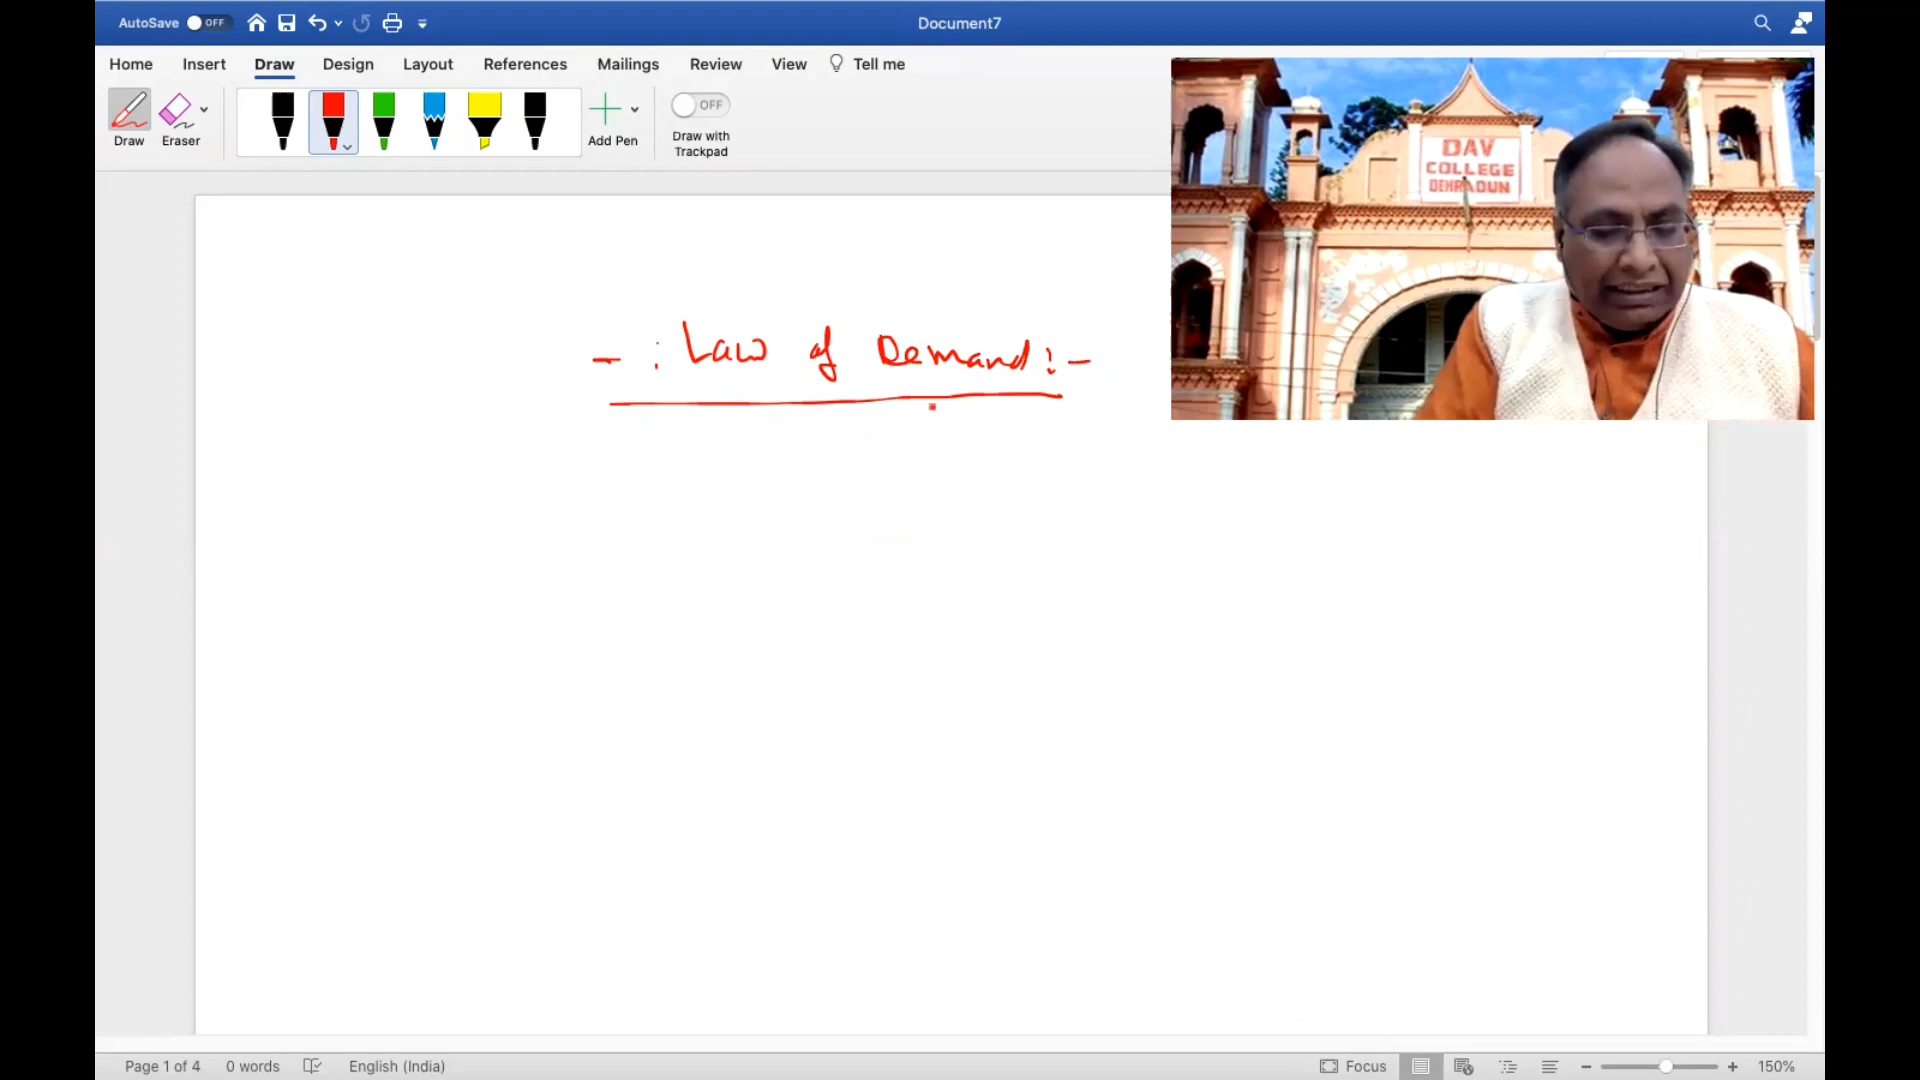 AutoSave OFF Document7
Home Insert Draw Design Layout References Mailings Review View Tell me
Draw Eraser Add Pen OFF Draw with Trackpad
DAV
COLLEGE
DEHRADUN
- : Law of Demand : -
Page 1 of 4 0 words English (India) Focus 150%